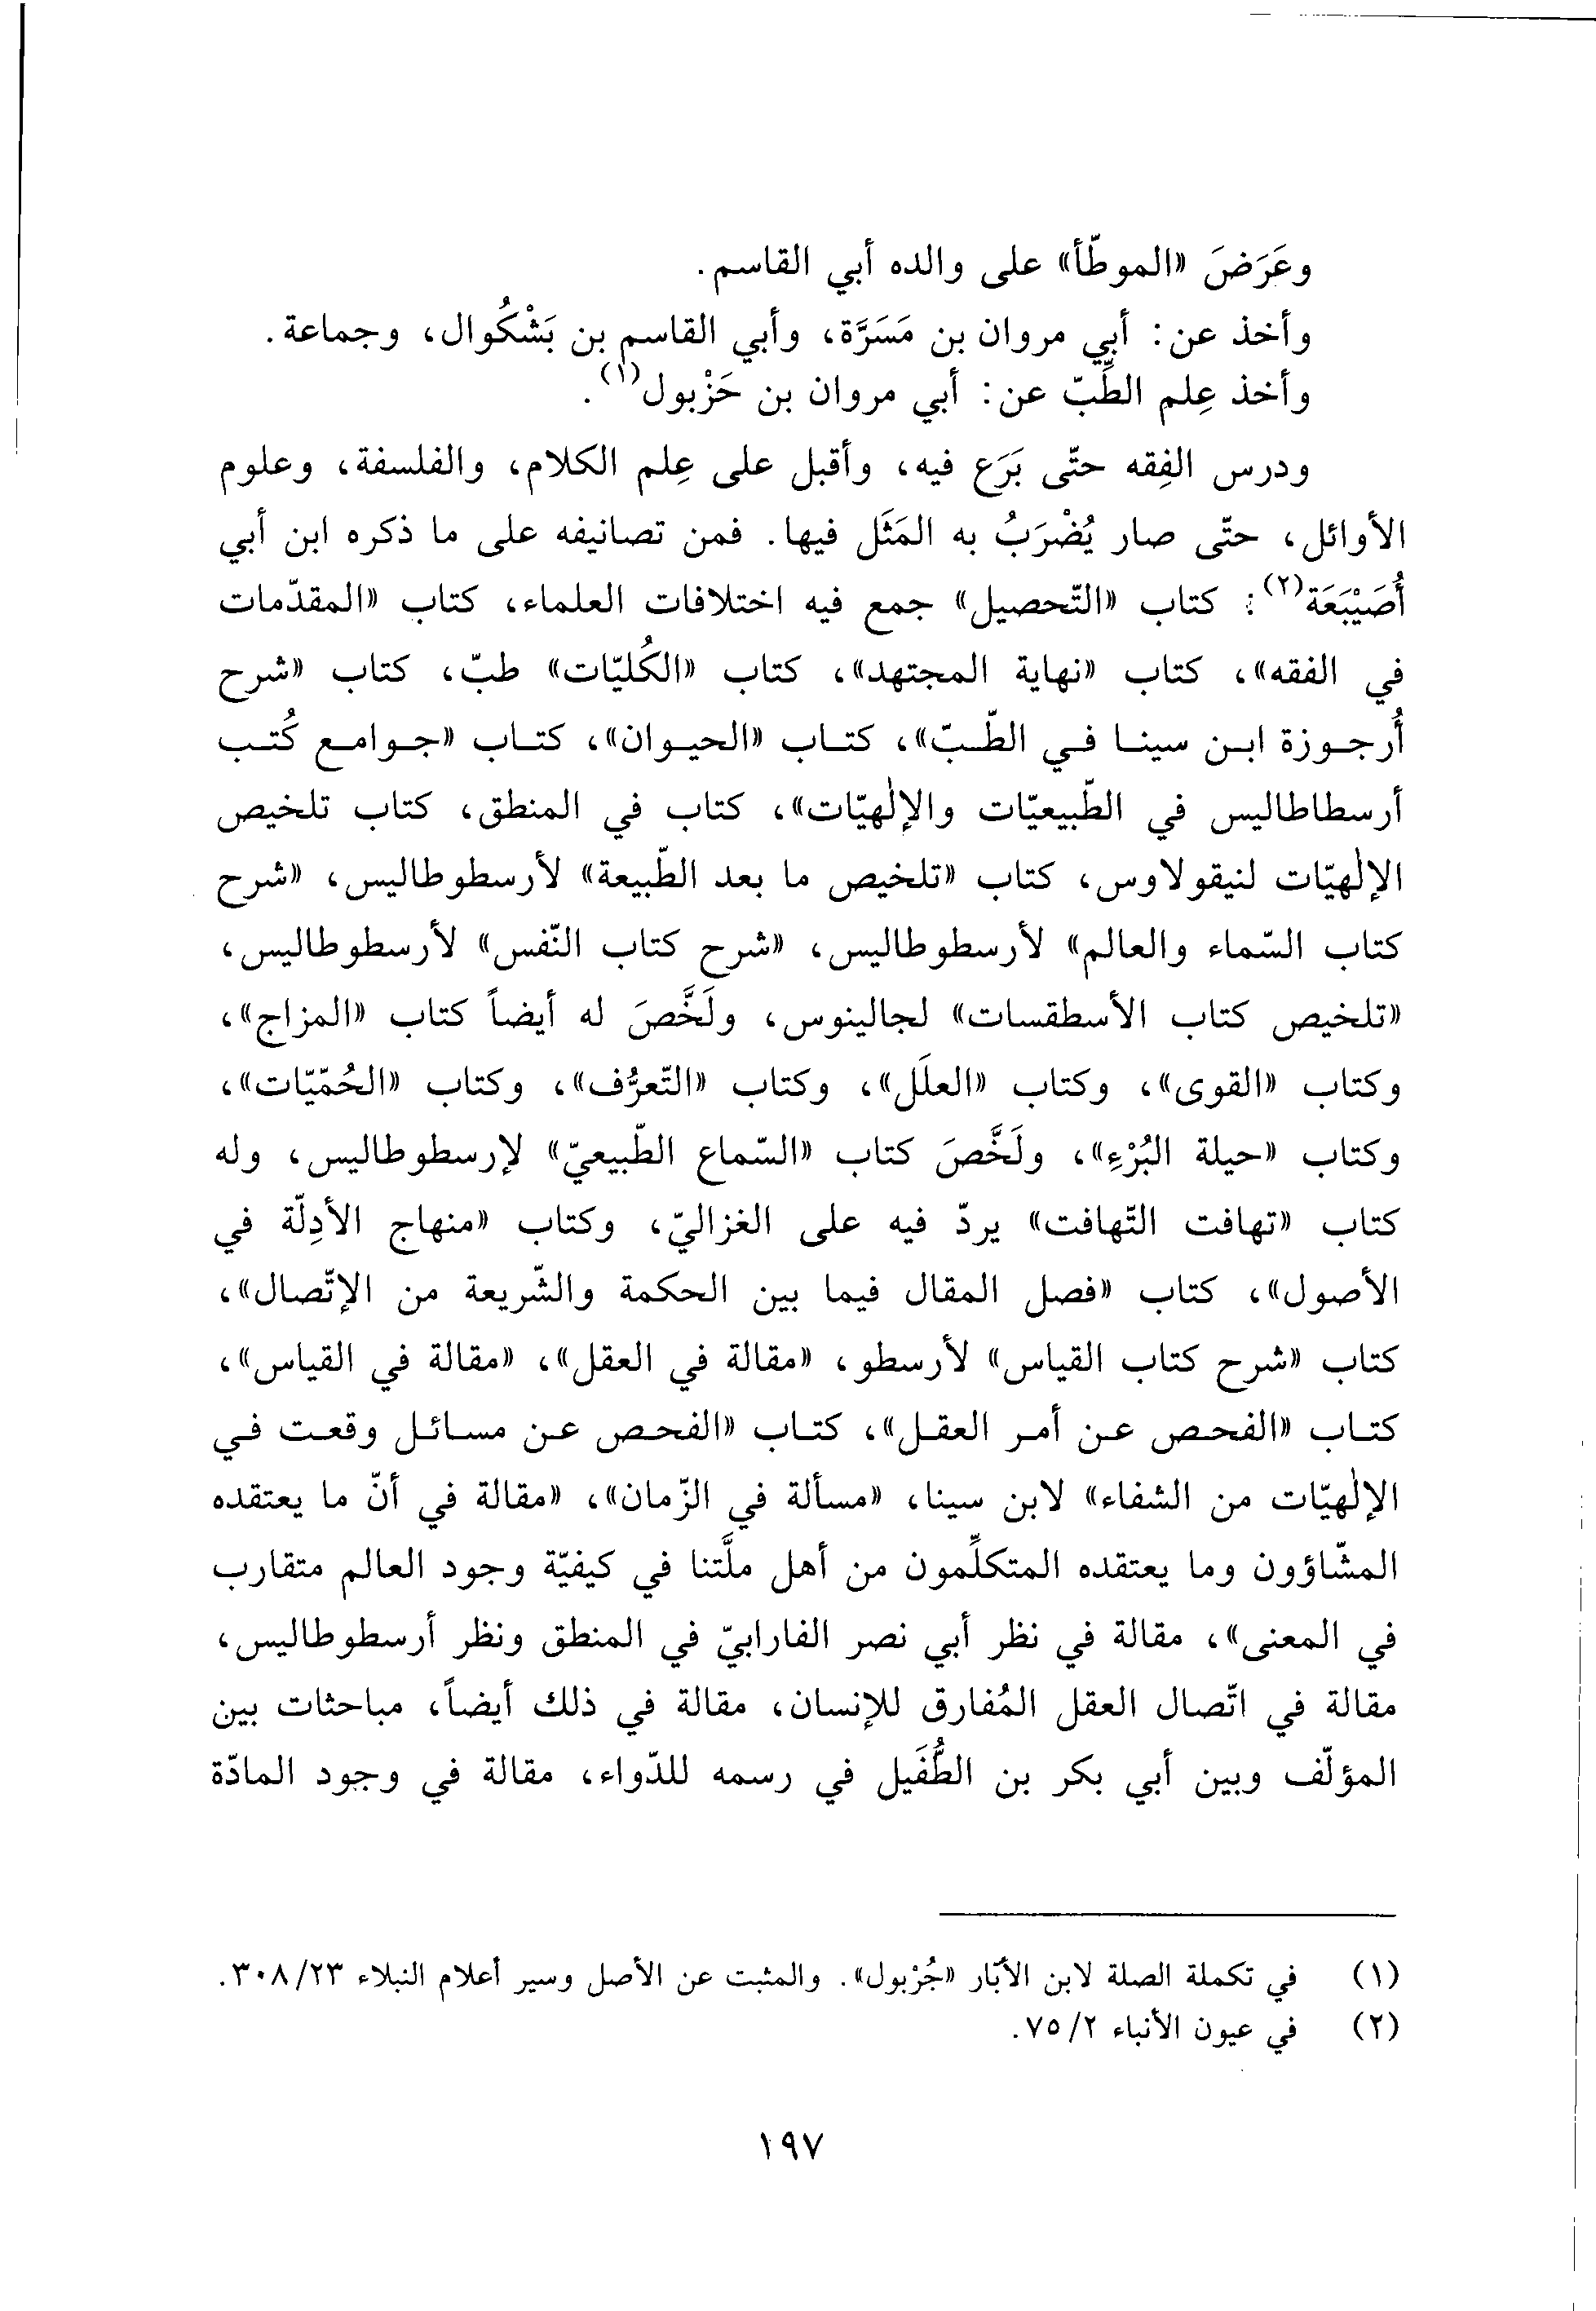 وعَرَضَ «الموطّأ» على والده أبي القاسم.
وأخذ عن: أبي مروان بن مَسَرَّة، وأبي القاسم بن بَشْكُوال، وجماعة.
وأخذ عِلم الطِّبّ عن: أبي مروان بن حَزْبول(١).
ودرس الفِقه حتّى بَرَع فيه، وأقبل على عِلم الكلام، والفلسفة، وعلوم
الأوائل، حتّى صار يُضْرَبُ به المَثَل فيها. فمن تصانيفه على ما ذكره ابن أبي
أُصَيْبَعَة(٢): كتاب «التّحصيل» جمع فيه اختلافات العلماء، كتاب «المقدّمات
في الفقه»، كتاب «نهاية المجتهد»، كتاب «الكُليّات» طبّ، كتاب «شرح
أُرجوزة ابن سينا في الطّبّ»، كتاب «الحيوان»، كتاب «جوامع كُتب
أرسطاطاليس في الطّبيعيّات والإلٰهيّات»، كتاب في المنطق، كتاب تلخيص
الإلٰهيّات لنيقولاوس، كتاب «تلخيص ما بعد الطّبيعة» لأرسطوطاليس، «شرح
كتاب السّماء والعالم» لأرسطوطاليس، «شرح كتاب النّفس» لأرسطوطاليس،
«تلخيص كتاب الأسطقسات» لجالينوس، ولَخَّصَ له أيضاً كتاب «المزاج»،
وكتاب «القوى»، وكتاب «العلَل»، وكتاب «التّعرُّف»، وكتاب «الحُمّيّات»،
وكتاب «حيلة البُرْءِ»، ولَخَّصَ كتاب «السّماع الطّبيعيّ» لإرسطوطاليس، وله
كتاب «تهافت التّهافت» يردّ فيه على الغزاليّ، وكتاب «منهاج الأدِلّة في
الأصول»، كتاب «فصل المقال فيما بين الحكمة والشّريعة من الإتّصال»،
كتاب «شرح كتاب القياس» لأرسطو، «مقالة في العقل»، «مقالة في القياس»،
كتاب «الفحص عن أمر العقل»، كتاب «الفحص عن مسائل وقعت في
الإلٰهيّات من الشفاء» لابن سينا، «مسألة في الزّمان»، «مقالة في أنّ ما يعتقده
المشّاؤون وما يعتقده المتكلِّمون من أهل ملَّتنا في كيفيّة وجود العالم متقارب
في المعنى»، مقالة في نظر أبي نصر الفارابيّ في المنطق ونظر أرسطوطاليس،
مقالة في اتّصال العقل المُفارق للإنسان، مقالة في ذلك أيضاً، مباحثات بين
المؤلّف وبين أبي بكر بن الطُّفَيل في رسمه للدّواء، مقالة في وجود المادّة
(١) في تكملة الصلة لابن الأبّار «جُزْبول». والمثبت عن الأصل وسير أعلام النبلاء ٣٠٨/٢٣.
(٢) في عيون الأنباء ٧٥/٢.
١٩٧